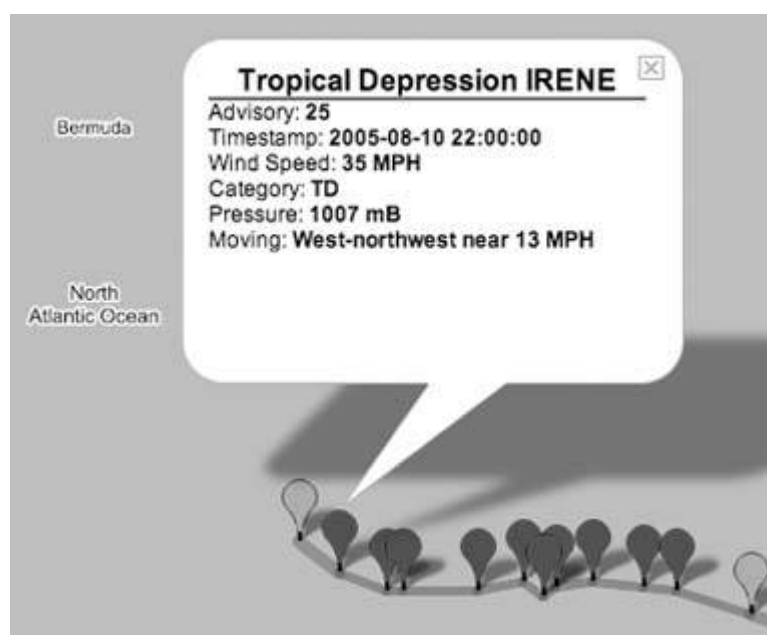 Tropical Depression IRENE
Advisory: 25
Timestamp: 2005-08-10 22:00:00
Wind Speed: 35 MPH
Category: TD
Pressure: 1007 mB
Moving: West-northwest near 13 MPH
Bermuda
North
Atlantic Ocean